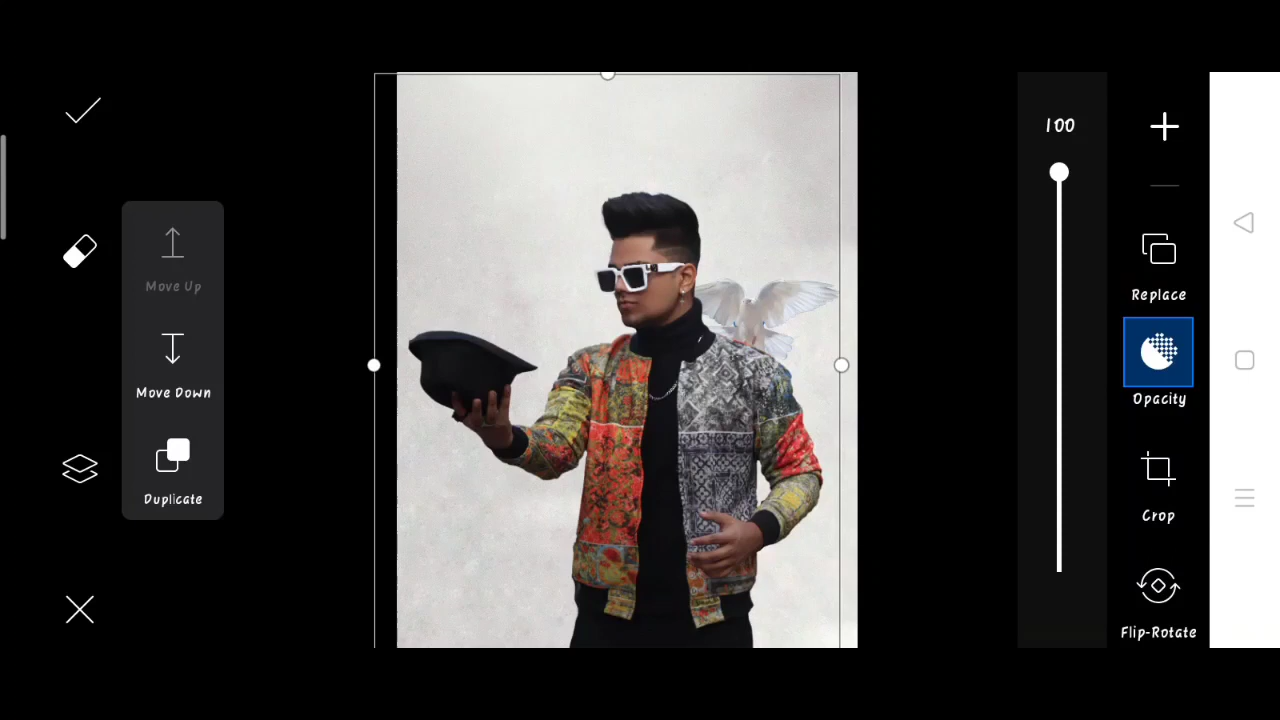 Move Up
Move Down
Duplicate
100
Replace
Opacity
Crop
Flip-Rotate